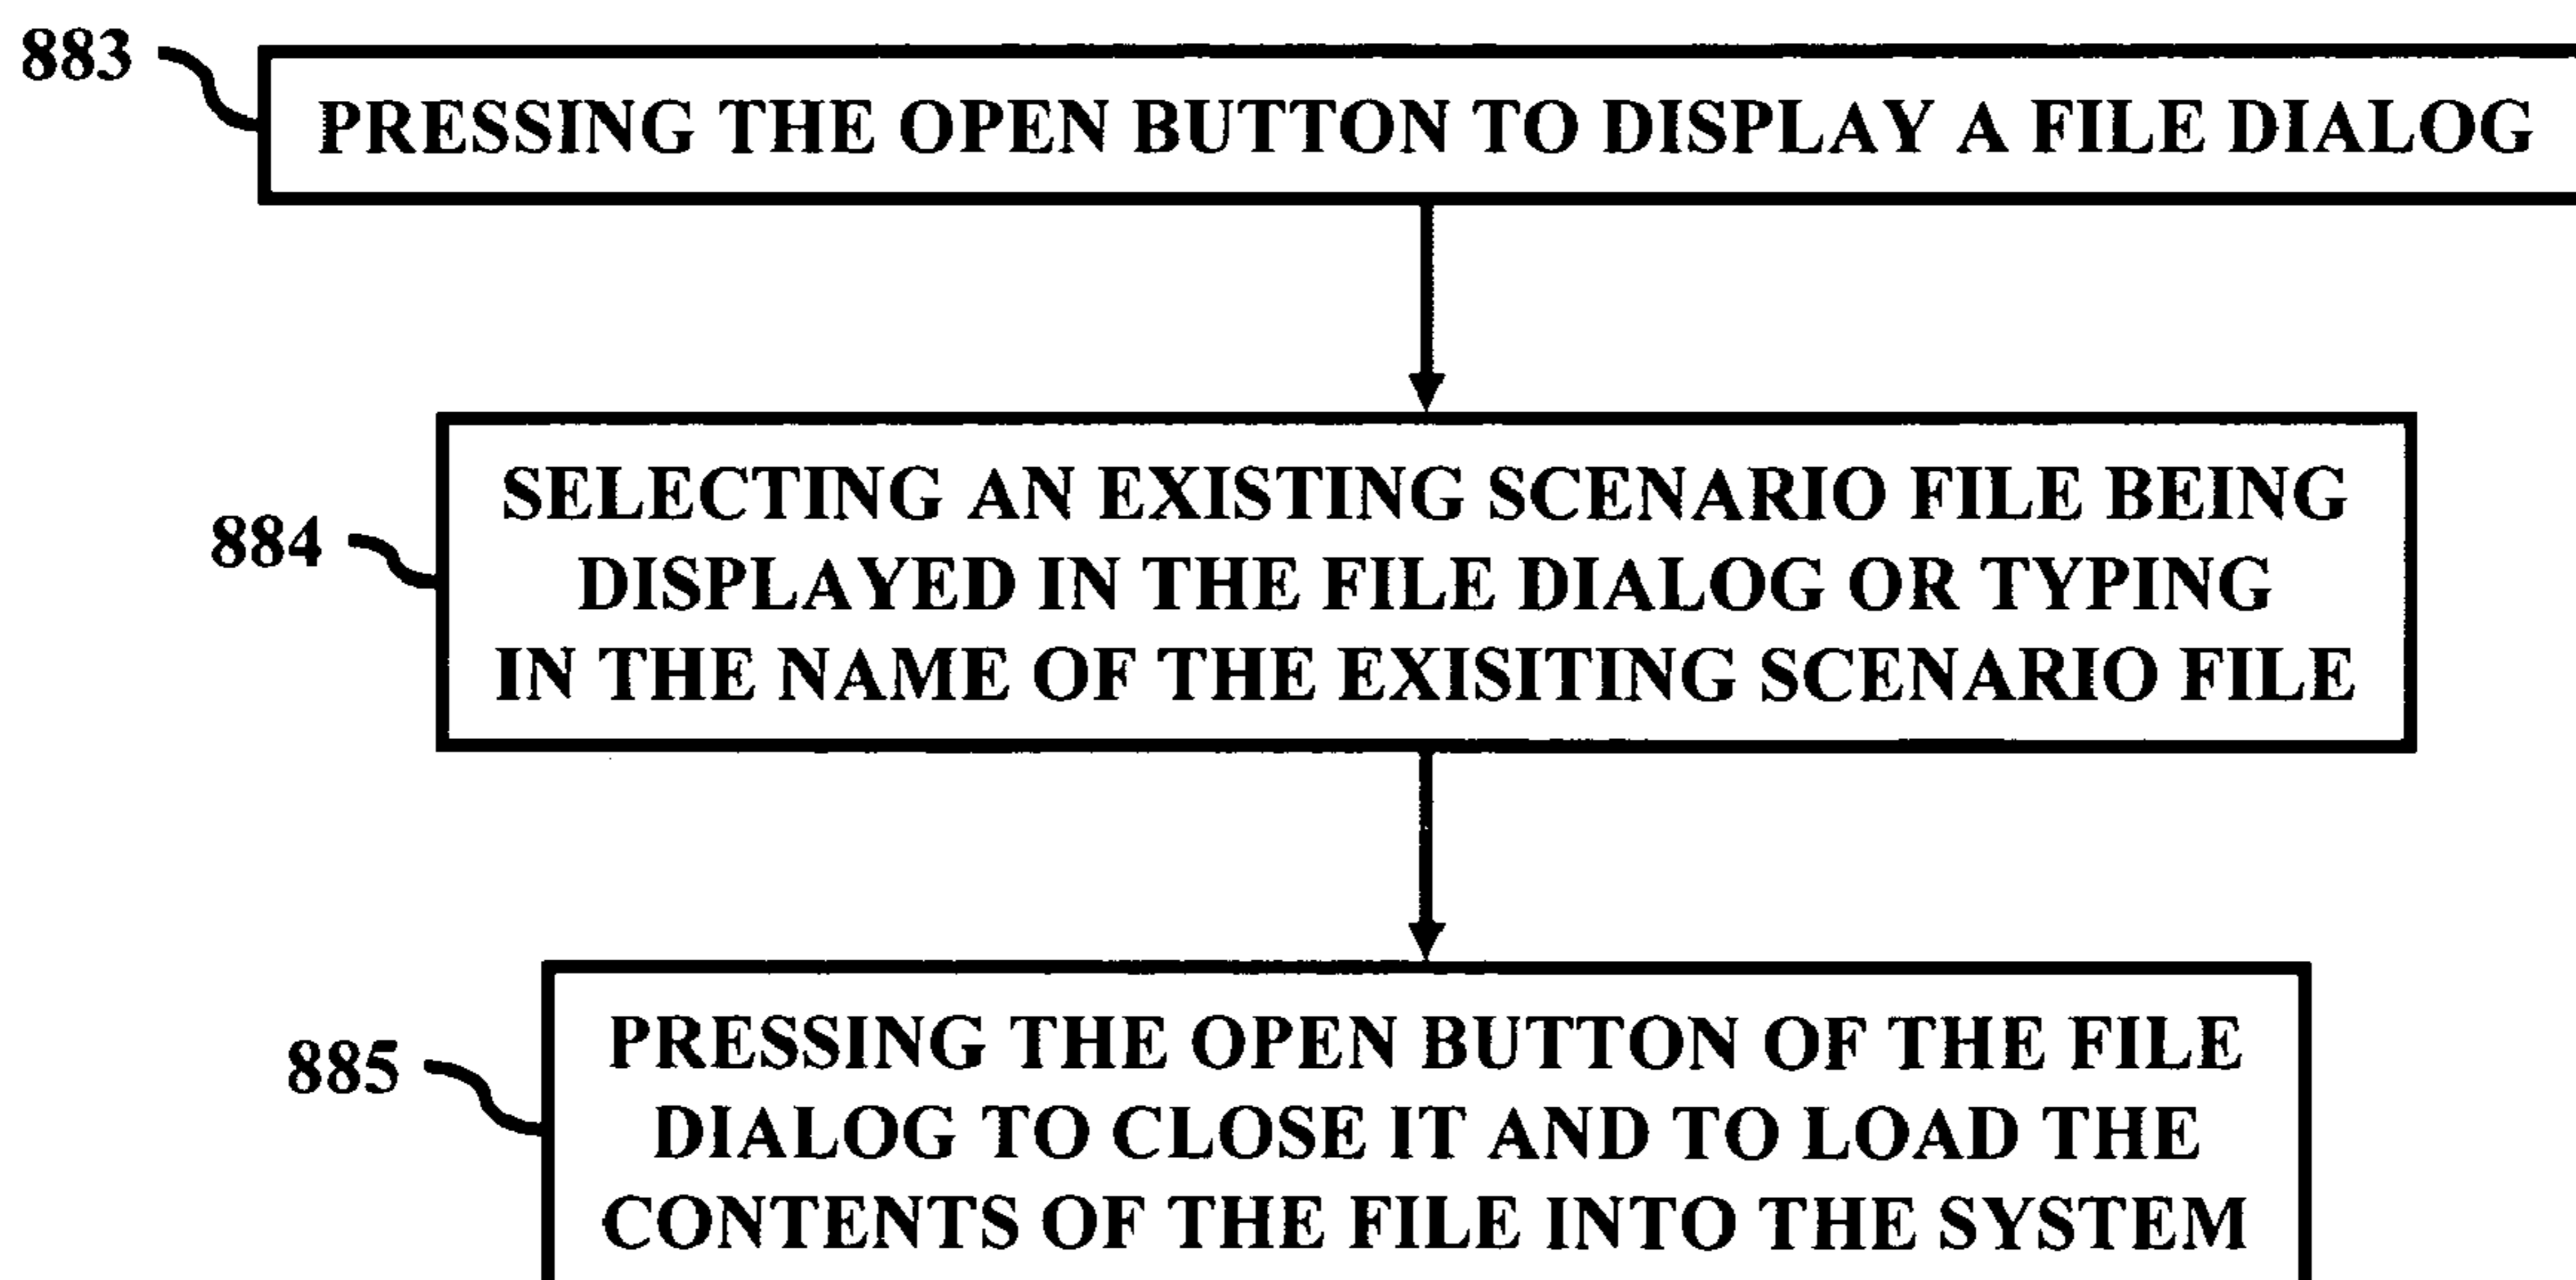 883
PRESSING THE OPEN BUTTON TO DISPLAY A FILE DIALOG
884
SELECTING AN EXISTING SCENARIO FILE BEING
DISPLAYED IN THE FILE DIALOG OR TYPING
IN THE NAME OF THE EXISITING SCENARIO FILE
885
PRESSING THE OPEN BUTTON OF THE FILE
DIALOG TO CLOSE IT AND TO LOAD THE
CONTENTS OF THE FILE INTO THE SYSTEM